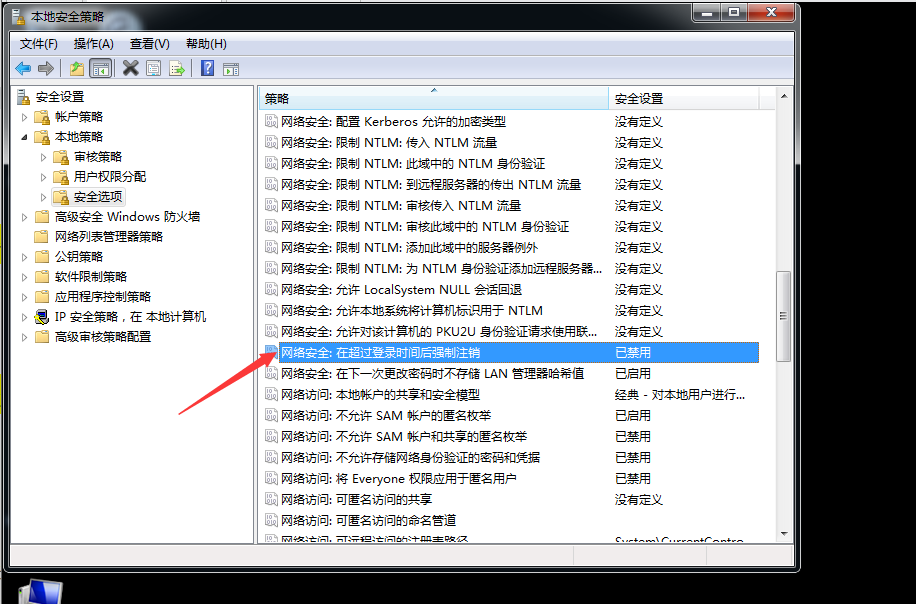 本地安全策略
文件(F) 操作(A) 查看(V) 帮助(H)
安全设置
帐户策略
本地策略
审核策略
用户权限分配
安全选项
高级安全 Windows 防火墙
网络列表管理器策略
公钥策略
软件限制策略
应用程序控制策略
IP 安全策略，在 本地计算机
高级审核策略配置
策略 安全设置
网络安全: 配置 Kerberos 允许的加密类型 没有定义
网络安全: 限制 NTLM: 传入 NTLM 流量 没有定义
网络安全: 限制 NTLM: 此域中的 NTLM 身份验证 没有定义
网络安全: 限制 NTLM: 到远程服务器的传出 NTLM 流量 没有定义
网络安全: 限制 NTLM: 审核传入 NTLM 流量 没有定义
网络安全: 限制 NTLM: 审核此域中的 NTLM 身份验证 没有定义
网络安全: 限制 NTLM: 添加此域中的服务器例外 没有定义
网络安全: 限制 NTLM: 为 NTLM 身份验证添加远程服务器... 没有定义
网络安全: 允许 LocalSystem NULL 会话回退 没有定义
网络安全: 允许本地系统将计算机标识用于 NTLM 没有定义
网络安全: 允许对该计算机的 PKU2U 身份验证请求使用联... 没有定义
网络安全: 在超过登录时间后强制注销 已禁用
网络安全: 在下一次更改密码时不存储 LAN 管理器哈希值 已启用
网络访问: 本地帐户的共享和安全模型 经典 - 对本地用户进行...
网络访问: 不允许 SAM 帐户的匿名枚举 已启用
网络访问: 不允许 SAM 帐户和共享的匿名枚举 已禁用
网络访问: 不允许存储网络身份验证的密码和凭据 已禁用
网络访问: 将 Everyone 权限应用于匿名用户 已禁用
网络访问: 可匿名访问的共享 没有定义
网络访问: 可匿名访问的命名管道
网络访问: 可远程访问的注册表路径 System\CurrentContro